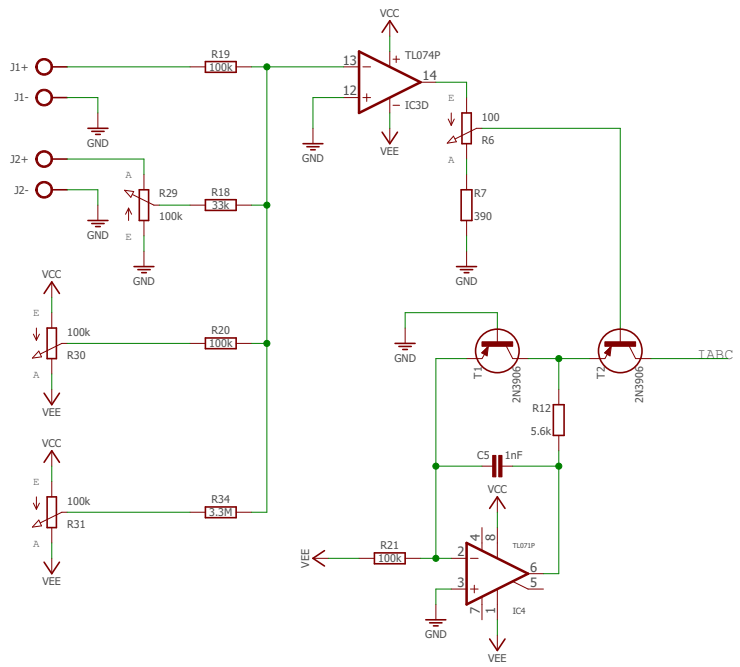 VCC
J1+
R19
100k
13
TL074P
+
−
14
12
+
−
IC3D
J1-
GND
GND
VEE
E
100
R6
A
J2+
A
R29
100k
E
J2-
GND
GND
R18
33k
R7
390
GND
VCC
E
100k
R30
A
VEE
R20
100k
GND
T1
2N3906
T2
2N3906
IABC
R12
5.6k
VCC
E
100k
R31
A
VEE
R34
3.3M
C5
1nF
VCC
VEE
R21
100k
4
8
TL071P
2
−
6
3
+
5
7
1
IC4
GND
VEE